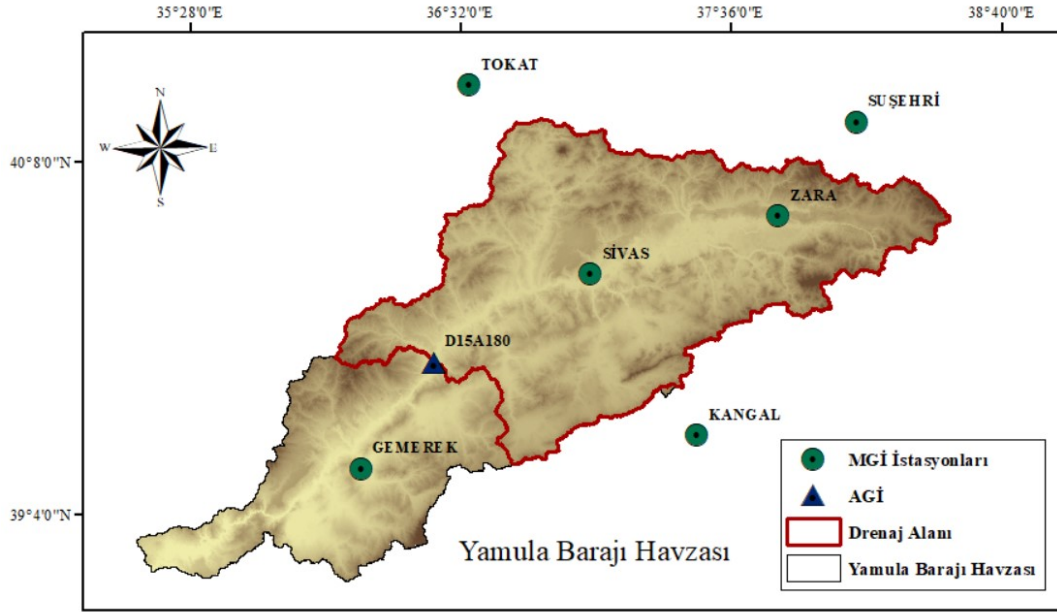 35°28'0"E 36°32'0"E 37°36'0"E 38°40'0"E
TOKAT
SUŞEHRİ
N
W E
S
40°8'0"N
ZARA
SİVAS
D15A180
KANGAL
GEMEREK
MGİ İstasyonları
AGİ
39°4'0"N
Drenaj Alanı
Yamula Barajı Havzası
Yamula Barajı Havzası